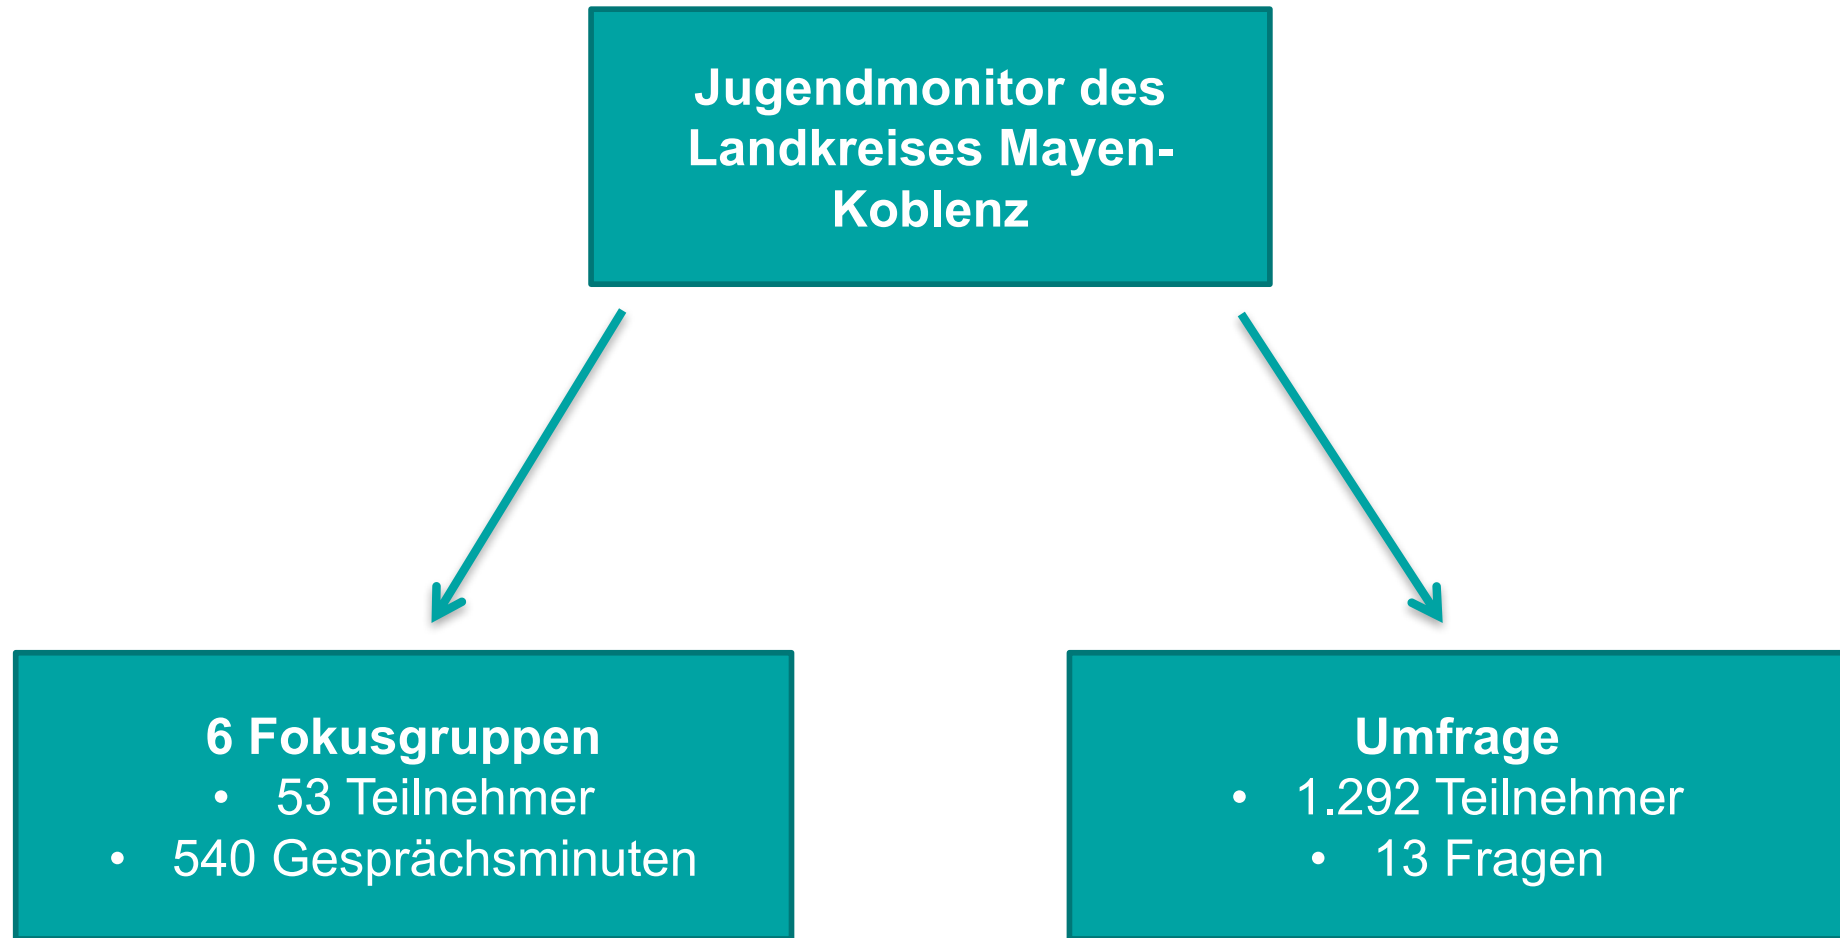 Jugendmonitor des
Landkreises Mayen-
Koblenz
6 Fokusgruppen
• 53 Teilnehmer
• 540 Gesprächsminuten
Umfrage
• 1.292 Teilnehmer
• 13 Fragen